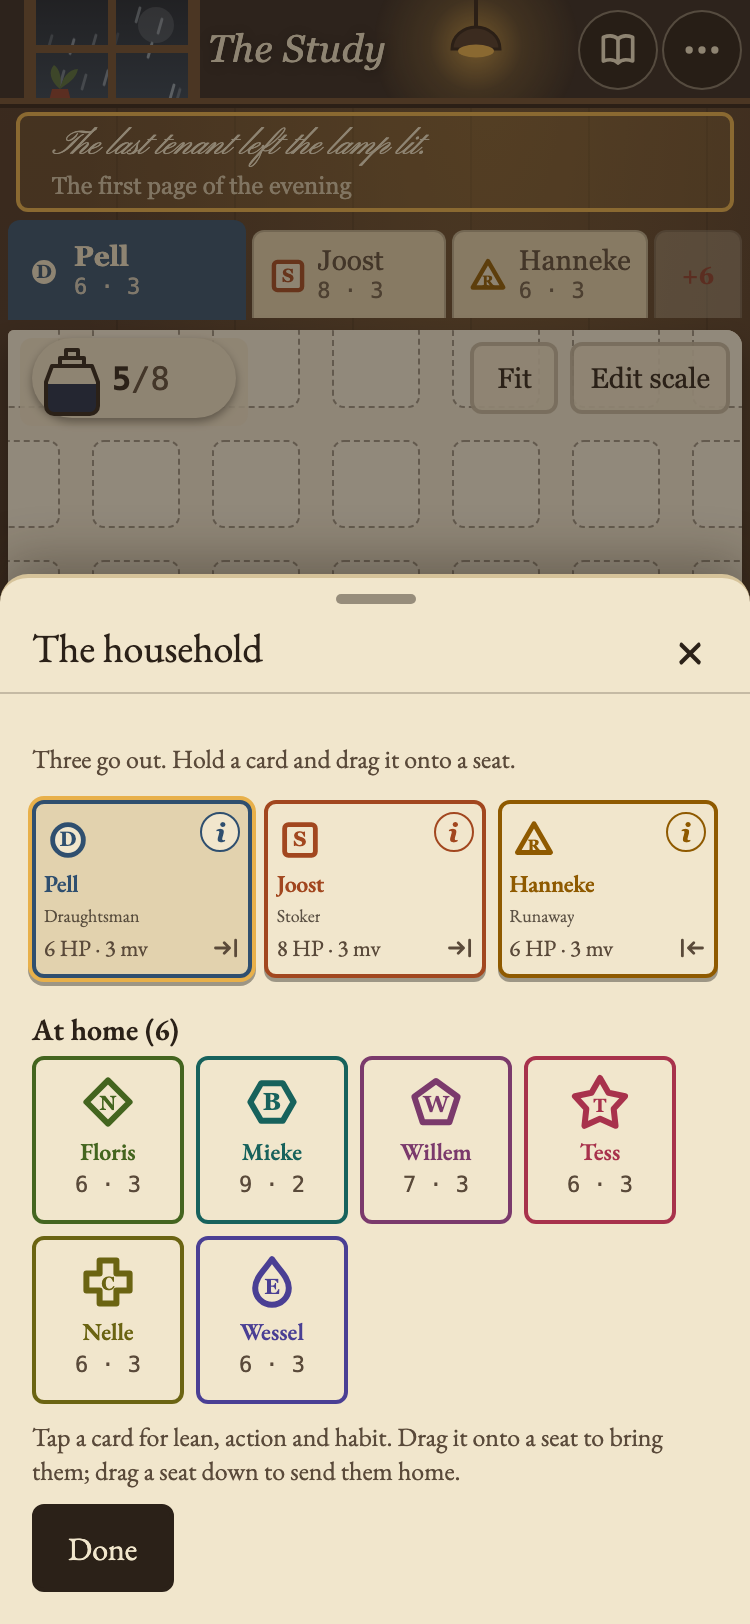 The Study
The last tenant left the lamp lit.
The first page of the evening
D Pell
6 · 3
S Joost
8 · 3
R Hanneke
6 · 3
+6
5/8
Fit
Edit scale
The household
Three go out. Hold a card and drag it onto a seat.
D i
Pell
Draughtsman
6 HP · 3 mv
S i
Joost
Stoker
8 HP · 3 mv
R i
Hanneke
Runaway
6 HP · 3 mv
At home (6)
N
Floris
6 · 3
B
Mieke
9 · 2
W
Willem
7 · 3
T
Tess
6 · 3
C
Nelle
6 · 3
E
Wessel
6 · 3
Tap a card for lean, action and habit. Drag it onto a seat to bring
them; drag a seat down to send them home.
Done